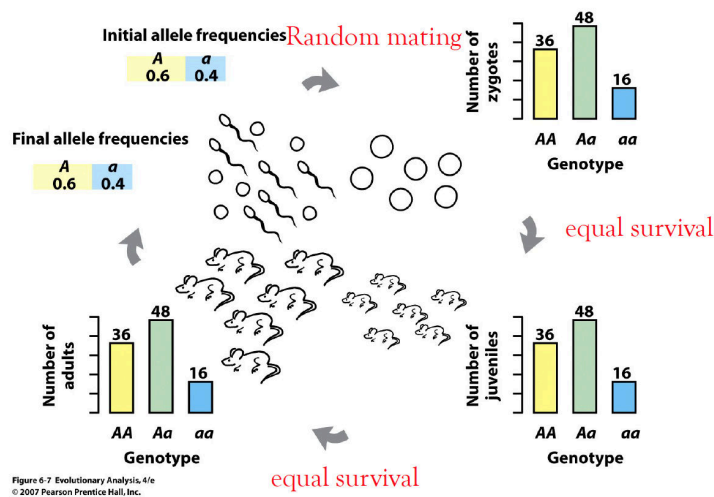 Initial allele frequencies
Random mating
A a
0.6 0.4
Final allele frequencies
A a
0.6 0.4
Number of
zygotes
36 48 16
AA Aa aa
Genotype
equal survival
Number of
juveniles
36 48 16
AA Aa aa
Genotype
equal survival
Number of
adults
36 48 16
AA Aa aa
Genotype
Figure 6-7 Evolutionary Analysis, 4/e
© 2007 Pearson Prentice Hall, Inc.